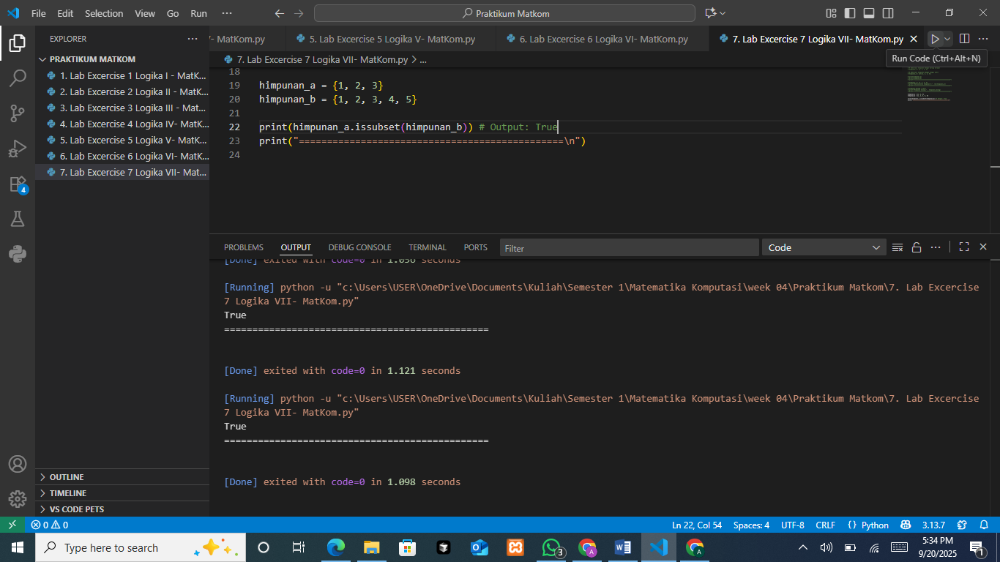 File Edit Selection View Go Run ··· Praktikum Matkom
EXPLORER ···
/- MatKom.py 5. Lab Excercise 5 Logika V- MatKom.py 6. Lab Excercise 6 Logika VI- MatKom.py 7. Lab Exercise 7 Logika VII- MatKom.py
Run Code (Ctrl+Alt+N)
PRAKTIKUM MATKOM
1. Lab Excercise 1 Logika I - MatK...
2. Lab Excercise 2 Logika II - MatK...
3. Lab Excercise 3 Logika III - Mat...
4. Lab Excercise 4 Logika IV- MatK...
5. Lab Excercise 5 Logika V- MatK...
6. Lab Excercise 6 Logika VI- MatK...
7. Lab Excercise 7 Logika VII- Mat...
4
OUTLINE
TIMELINE
VS CODE PETS
7. Lab Excercise 7 Logika VII- MatKom.py > ...
18
19 himpunan_a = {1, 2, 3}
20 himpunan_b = {1, 2, 3, 4, 5}
21
22 print(himpunan_a.issubset(himpunan_b)) # Output: True
23 print("===============================================\n")
24
PROBLEMS OUTPUT DEBUG CONSOLE TERMINAL PORTS Filter Code
[Done] exited with code=0 in 1.056 seconds
[Running] python -u "c:\Users\USER\OneDrive\Documents\Kuliah\Semester 1\Matematika Komputasi\week 04\Praktikum Matkom\7. Lab Excercise
7 Logika VII- MatKom.py"
True
===============================================
[Done] exited with code=0 in 1.121 seconds
[Running] python -u "c:\Users\USER\OneDrive\Documents\Kuliah\Semester 1\Matematika Komputasi\week 04\Praktikum Matkom\7. Lab Excercise
7 Logika VII- MatKom.py"
True
===============================================
[Done] exited with code=0 in 1.098 seconds
0 0 Ln 22, Col 54 Spaces: 4 UTF-8 CRLF {} Python 3.13.7
Type here to search 3 A A 5:34 PM
9/20/2025 1